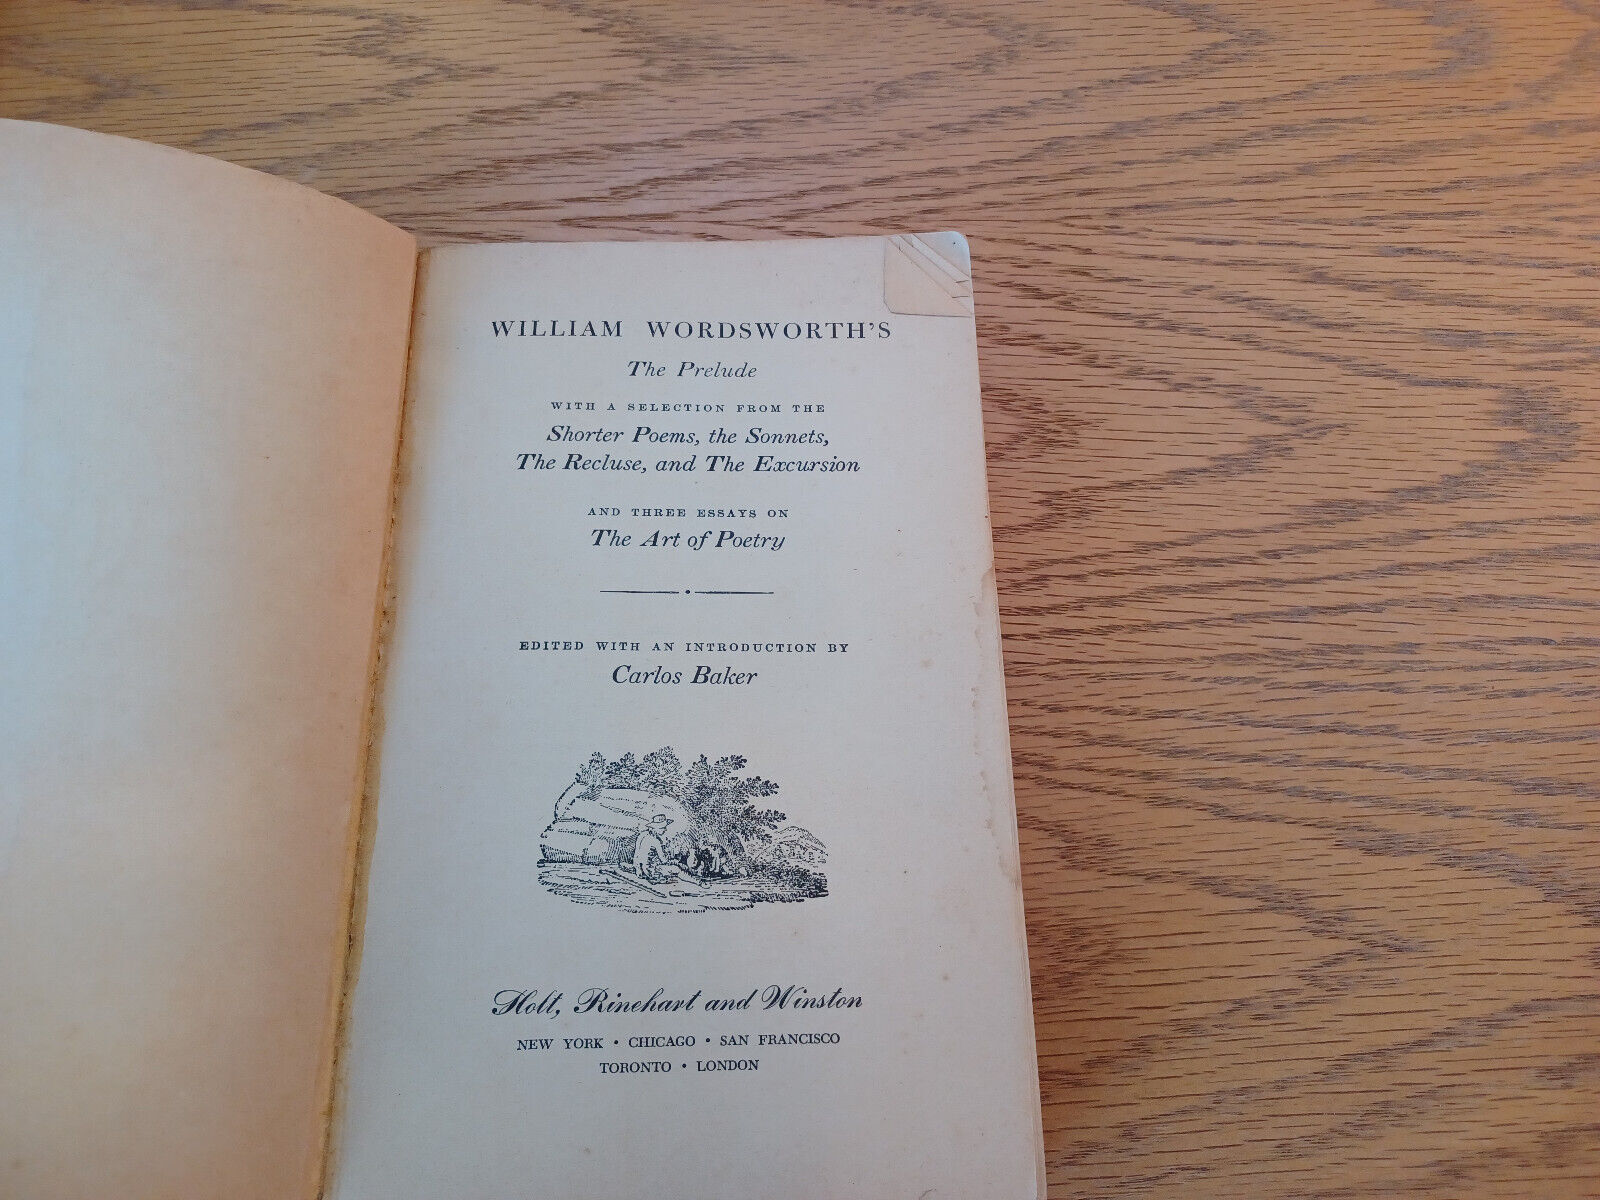 WILLIAM WORDSWORTH'S
The Prelude
WITH A SELECTION FROM THE
Shorter Poems, the Sonnets,
The Recluse, and The Excursion
AND THREE ESSAYS ON
The Art of Poetry
EDITED WITH AN INTRODUCTION BY
Carlos Baker
Holt, Rinehart and Winston
NEW YORK • CHICAGO • SAN FRANCISCO
TORONTO • LONDON